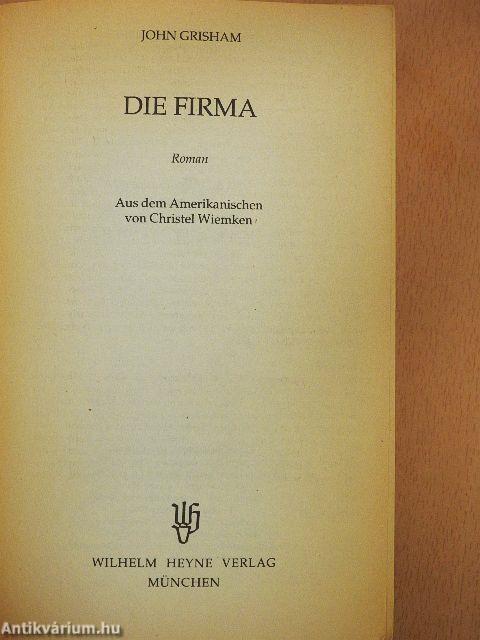 JOHN GRISHAM
DIE FIRMA
Roman
Aus dem Amerikanischen
von Christel Wiemken
WILHELM HEYNE VERLAG
MÜNCHEN
Antikvárium.hu